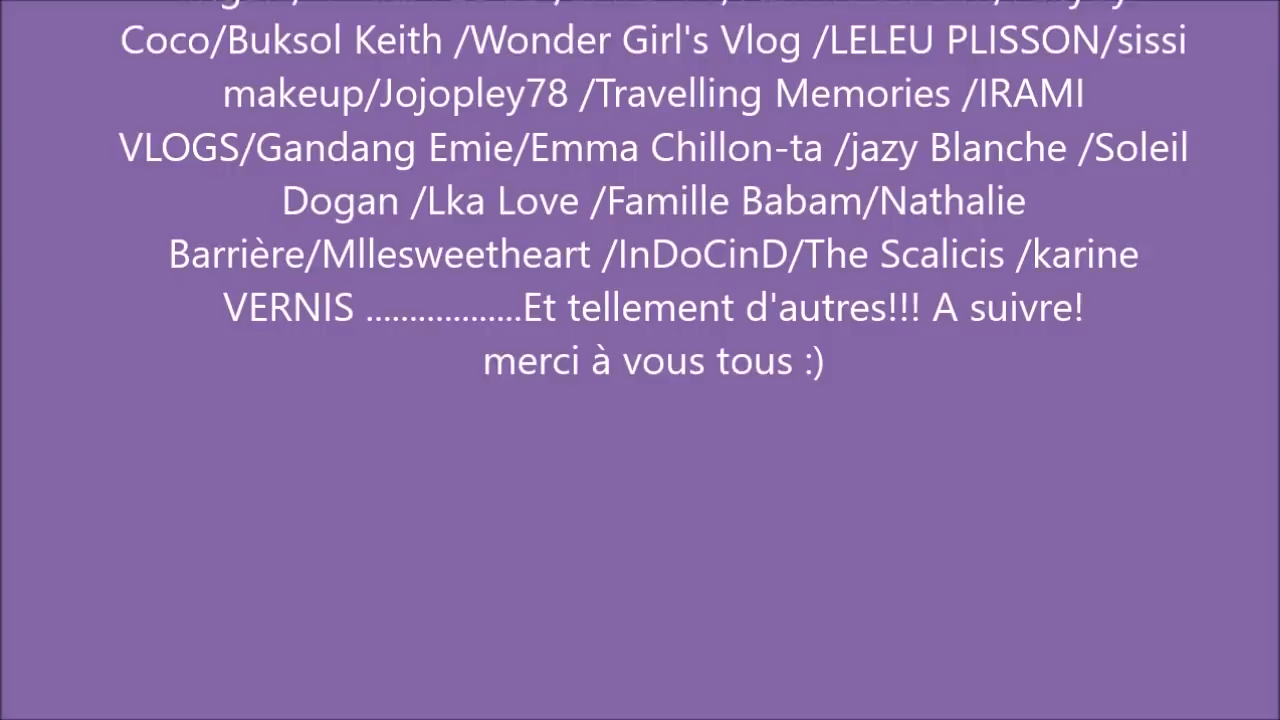 Coco/Buksol Keith /Wonder Girl's Vlog /LELEU PLISSON/sissi
makeup/Jojopley78 /Travelling Memories /IRAMI
VLOGS/Gandang Emie/Emma Chillon-ta /jazy Blanche /Soleil
Dogan /Lka Love /Famille Babam/Nathalie
Barrière/Mllesweetheart /InDoCinD/The Scalicis /karine
VERNIS ..................Et tellement d'autres!!! A suivre!
merci à vous tous :)